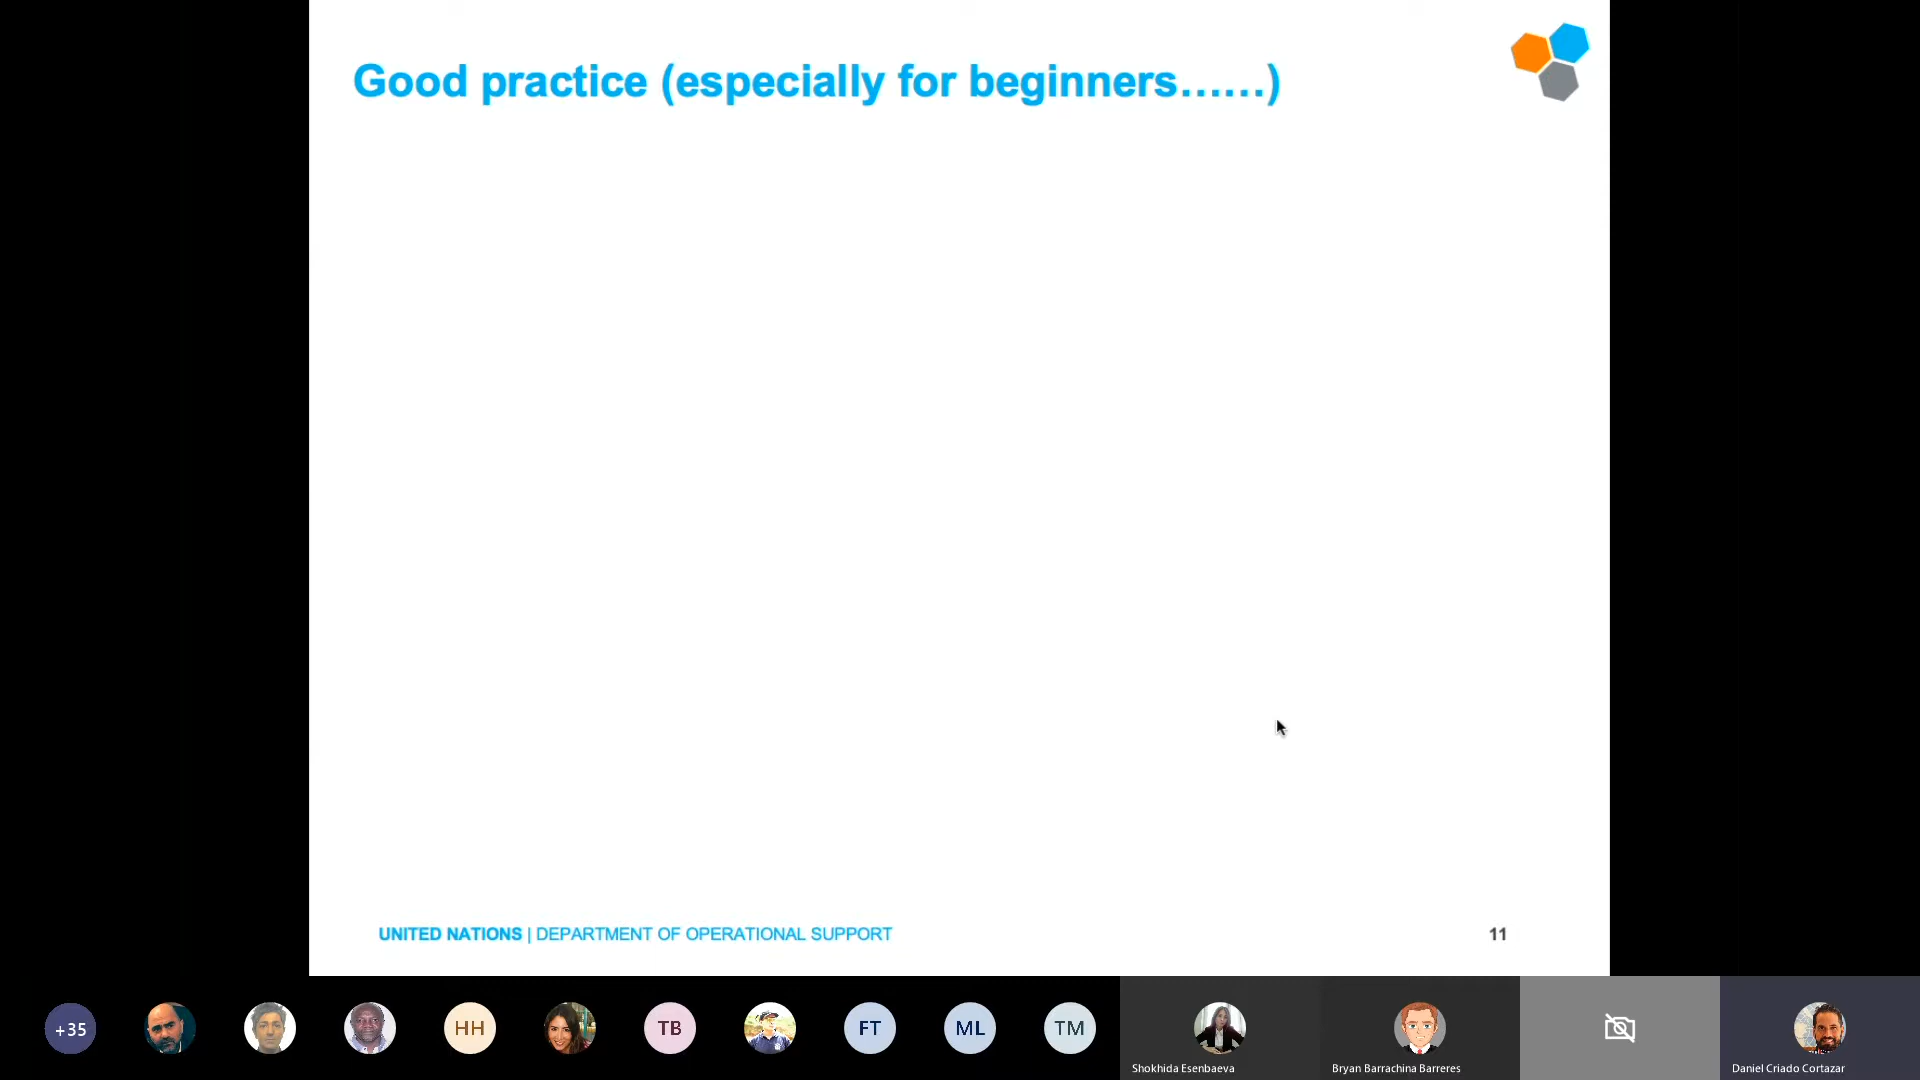 Good practice (especially for beginners……)
UNITED NATIONS | DEPARTMENT OF OPERATIONAL SUPPORT
11
+35
HH
TB
FT
ML
TM
Shokhida Esenbaeva
Bryan Barrachina Barreres
Daniel Criado Cortazar